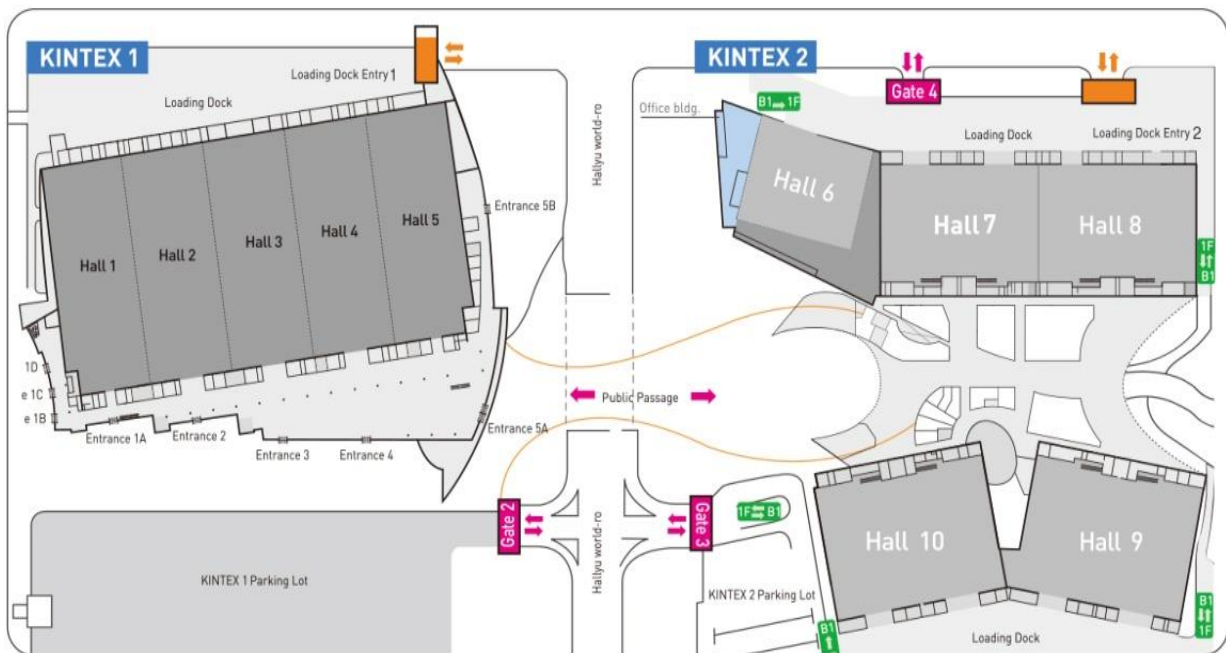 KINTEX 1
Loading Dock Entry 1
Loading Dock
Hall 1
Hall 2
Hall 3
Hall 4
Hall 5
Entrance 5B
1D
e 1C
e 1B
Entrance 1A
Entrance 2
Entrance 3
Entrance 4
Entrance 5A
Hallyu world-ro
Public Passage
Gate 2
Hallyu world-ro
Gate 3
KINTEX 1 Parking Lot
KINTEX 2
Gate 4
B1 → 1F
Office bldg.
Loading Dock
Loading Dock Entry 2
Hall 6
Hall 7
Hall 8
1F
B1
1F B1
Hall 10
Hall 9
KINTEX 2 Parking Lot
B1
B1
1F
Loading Dock